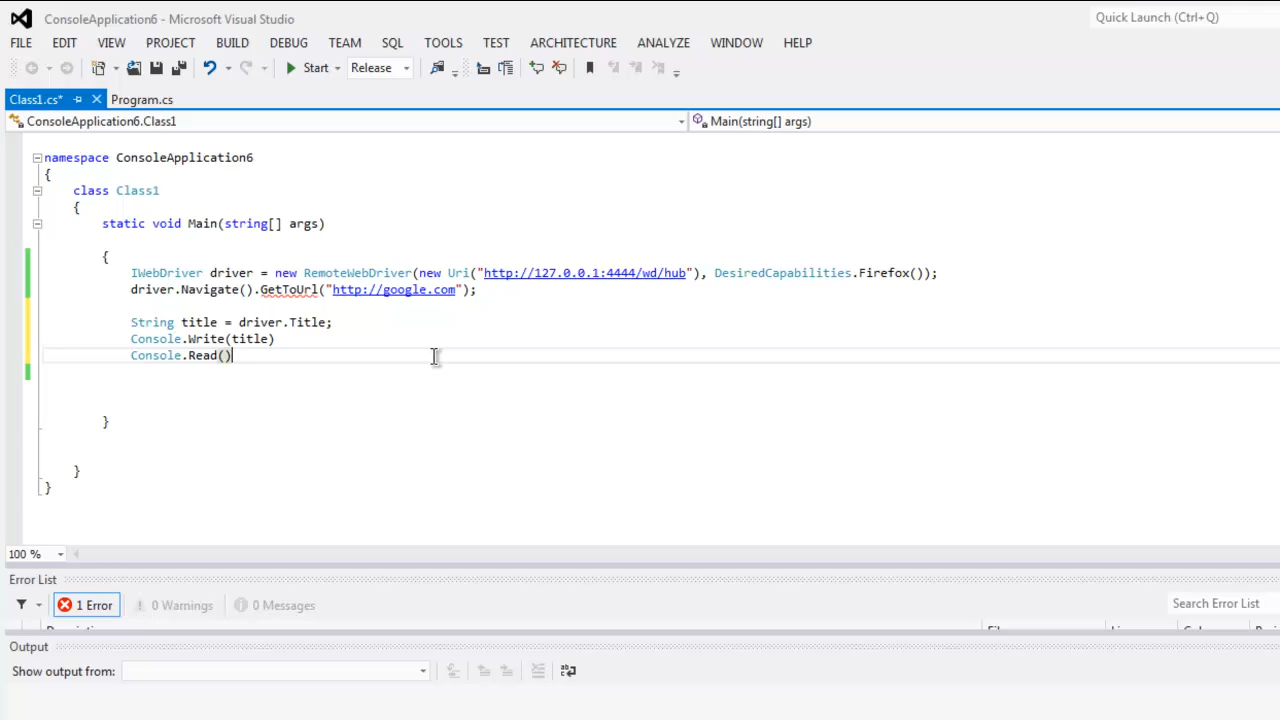 ConsoleApplication6 - Microsoft Visual Studio
Quick Launch (Ctrl+Q)
FILE EDIT VIEW PROJECT BUILD DEBUG TEAM SQL TOOLS TEST ARCHITECTURE ANALYZE WINDOW HELP
Start Release
Class1.cs* Program.cs
ConsoleApplication6.Class1 Main(string[] args)
namespace ConsoleApplication6
{
class Class1
{
static void Main(string[] args)
{
IWebDriver driver = new RemoteWebDriver(new Uri("http://127.0.0.1:4444/wd/hub"), DesiredCapabilities.Firefox());
driver.Navigate().GetToUrl("http://google.com");
String title = driver.Title;
Console.Write(title)
Console.Read()
}
}
}
100 %
Error List
1 Error 0 Warnings 0 Messages Search Error List
Output
Show output from: